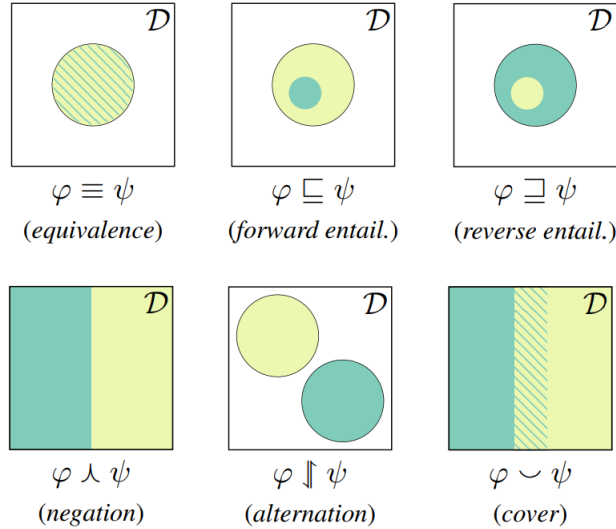 𝒟 𝒟 𝒟
φ ≡ ψ φ ⊑ ψ φ ⊒ ψ
(equivalence) (forward entail.) (reverse entail.)
𝒟 𝒟 𝒟
φ ⋏ ψ φ ⥯ ψ φ ⌣ ψ
(negation) (alternation) (cover)